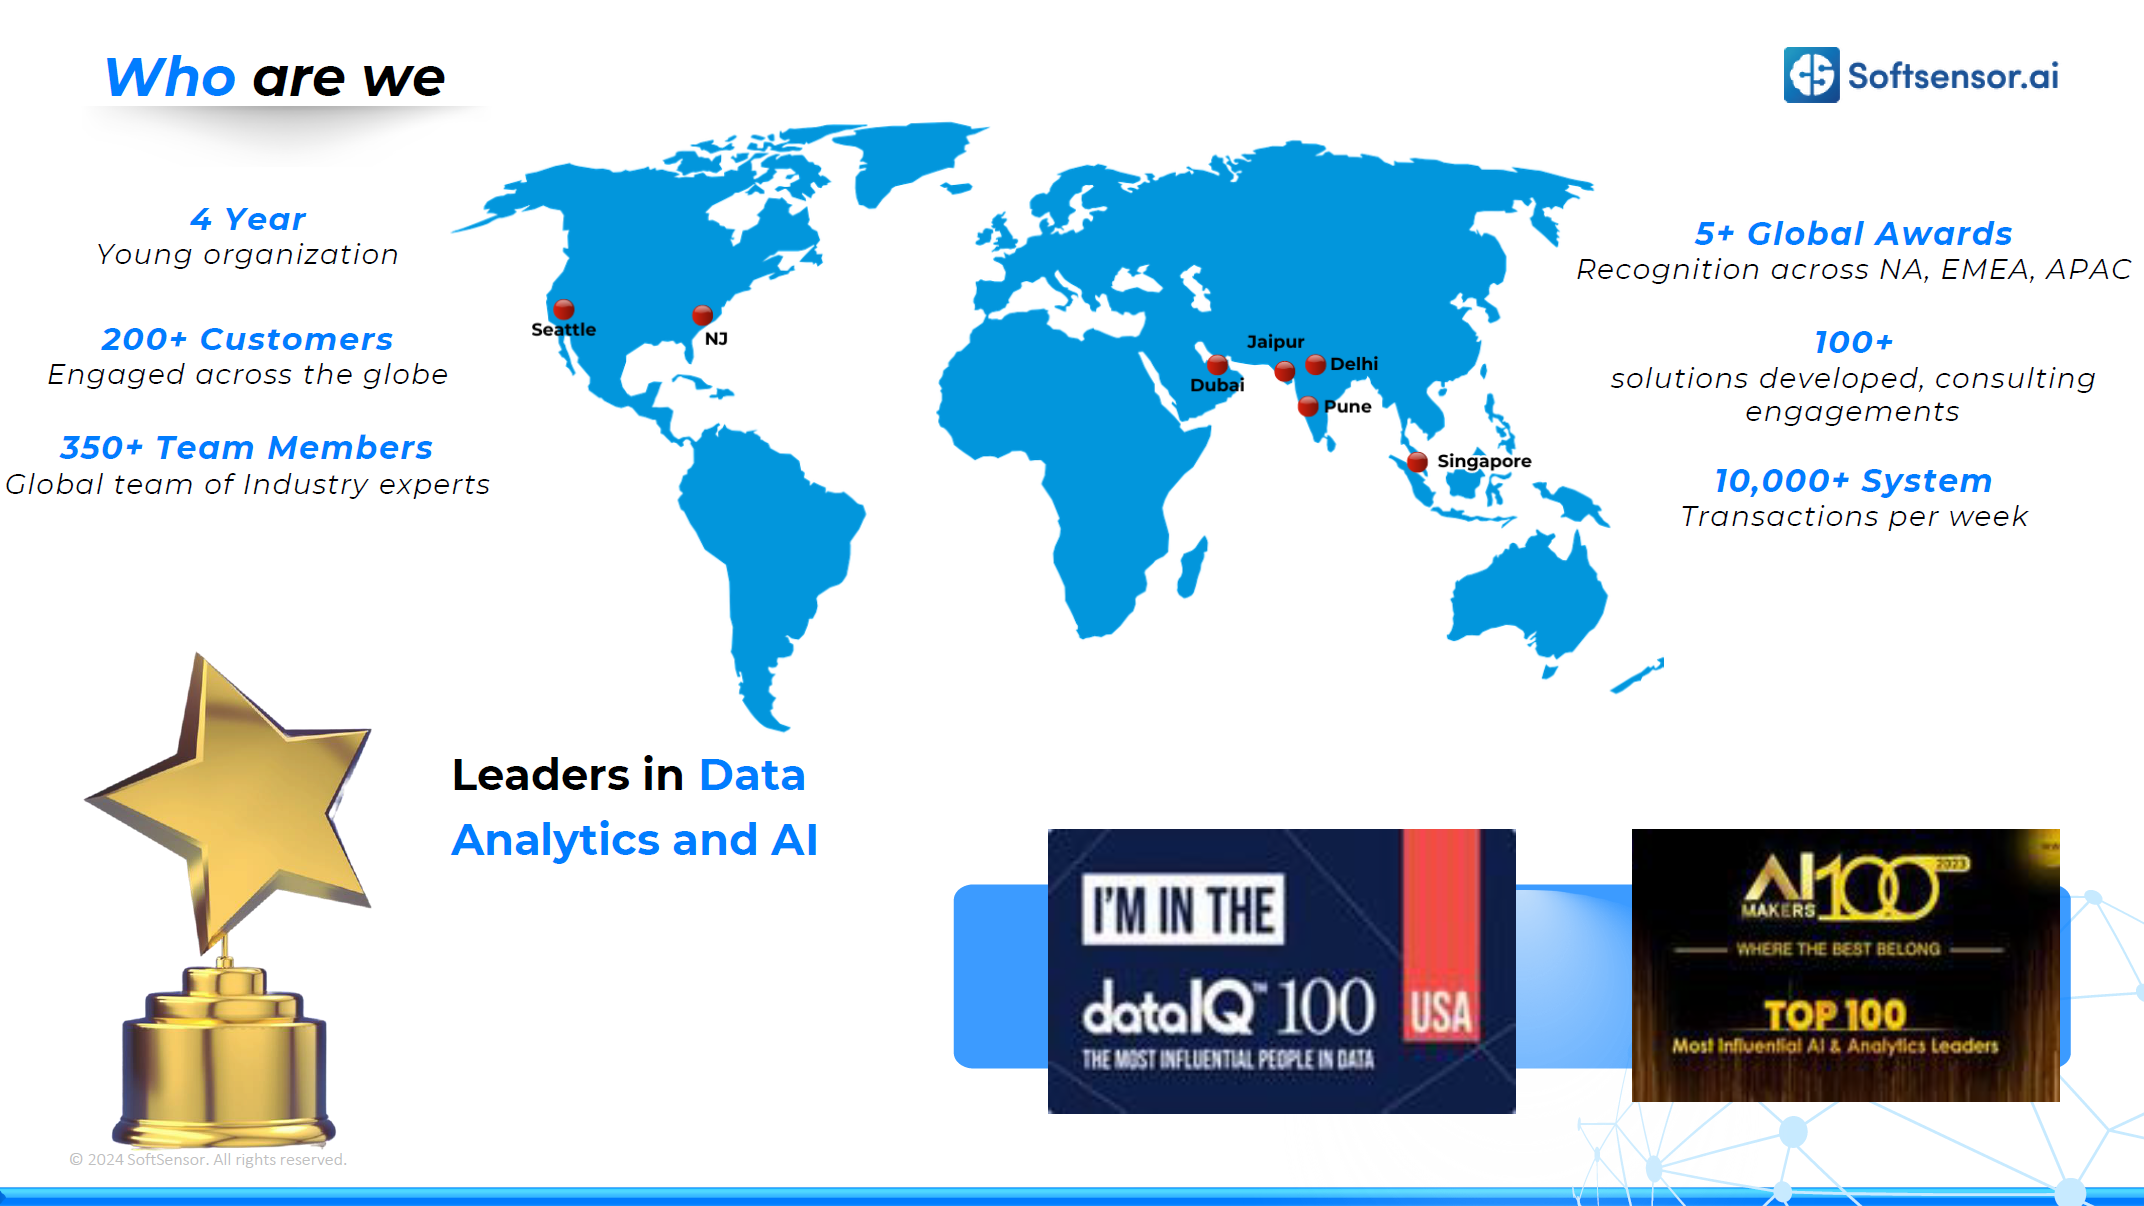 Who are we
Softsensor.ai
4 Year
Young organization
200+ Customers
Engaged across the globe
350+ Team Members
Global team of Industry experts
Seattle
NJ
Jaipur
Delhi
Dubai
Pune
Singapore
5+ Global Awards
Recognition across NA, EMEA, APAC
100+
solutions developed, consulting
engagements
10,000+ System
Transactions per week
Leaders in Data
Analytics and AI
I'M IN THE
dataIQ™ 100
USA
THE MOST INFLUENTIAL PEOPLE IN DATA
AI100 2023
MAKERS
WHERE THE BEST BELONG
TOP 100
Most Influential AI & Analytics Leaders
© 2024 SoftSensor. All rights reserved.